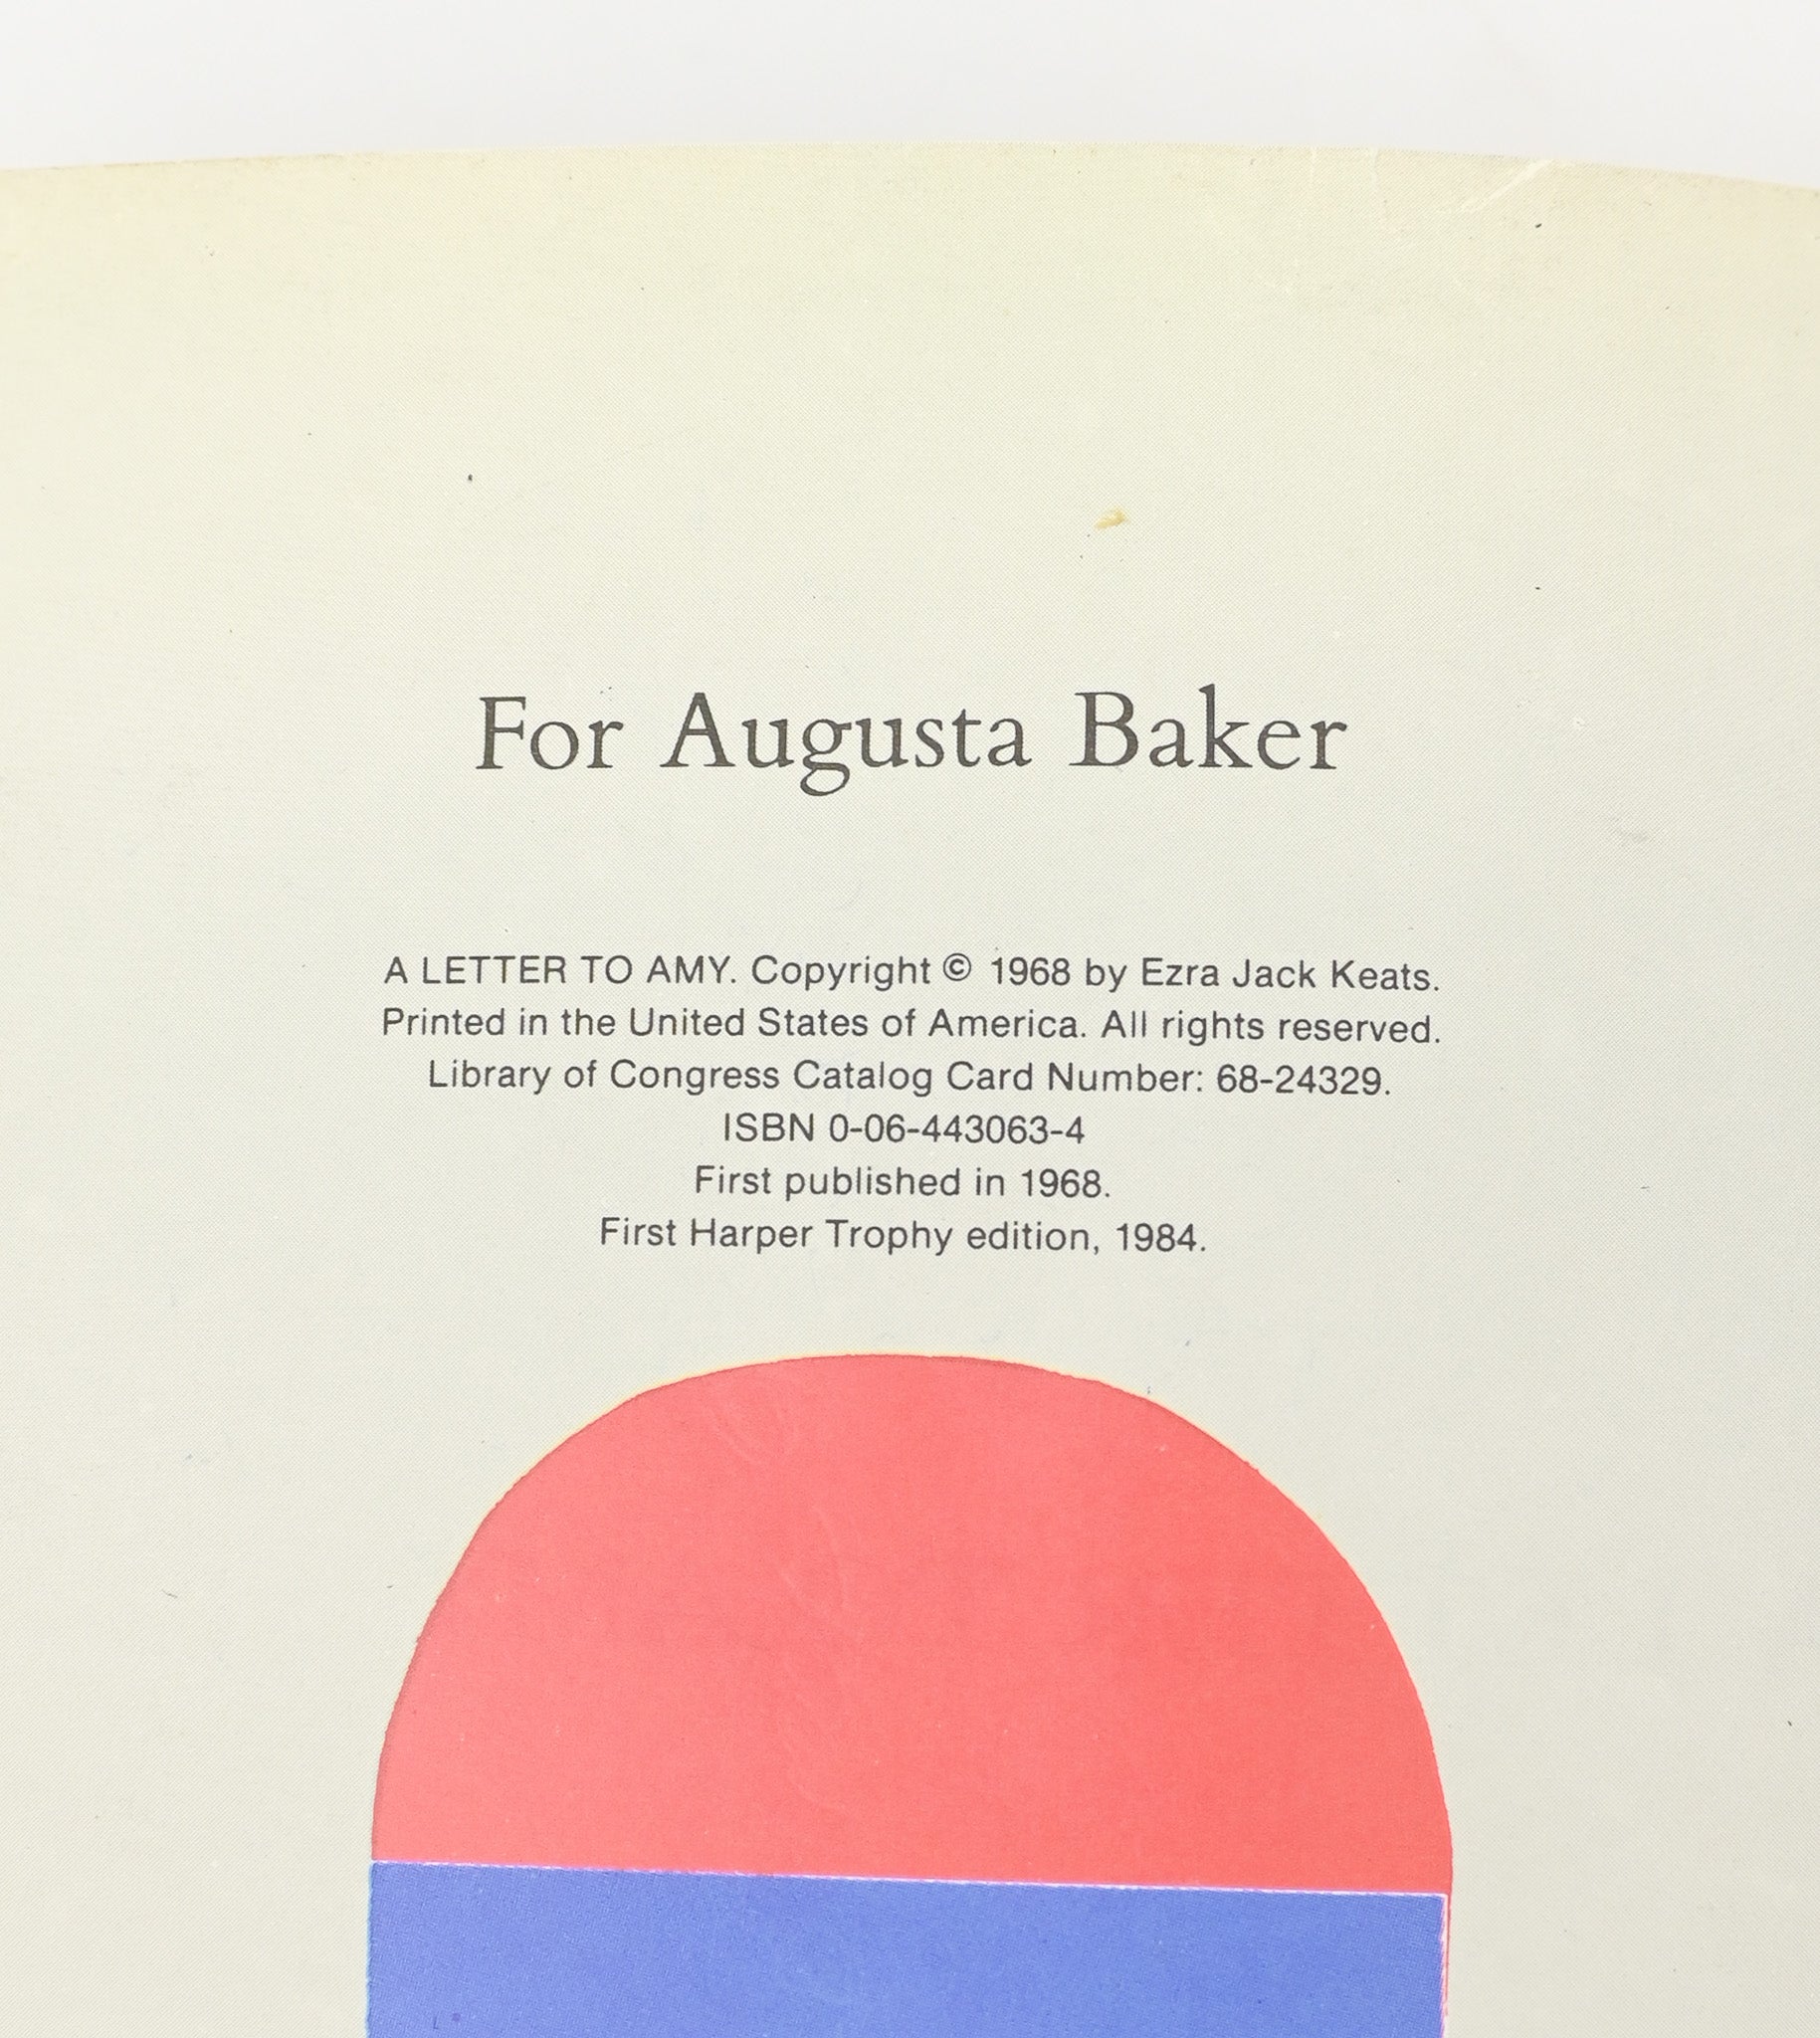 For Augusta Baker
A LETTER TO AMY. Copyright © 1968 by Ezra Jack Keats.
Printed in the United States of America. All rights reserved.
Library of Congress Catalog Card Number: 68-24329.
ISBN 0-06-443063-4
First published in 1968.
First Harper Trophy edition, 1984.